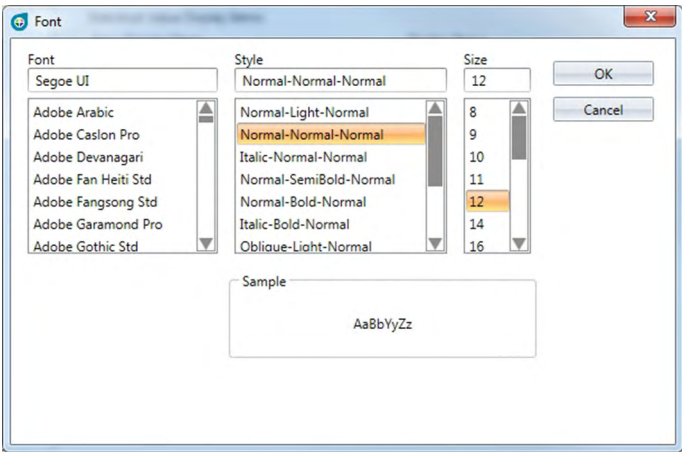 Font
Font
Segoe UI
Adobe Arabic
Adobe Caslon Pro
Adobe Devanagari
Adobe Fan Heiti Std
Adobe Fangsong Std
Adobe Garamond Pro
Adobe Gothic Std
Style
Normal-Normal-Normal
Normal-Light-Normal
Normal-Normal-Normal
Italic-Normal-Normal
Normal-SemiBold-Normal
Normal-Bold-Normal
Italic-Bold-Normal
Oblique-Light-Normal
Size
12
8
9
10
11
12
14
16
OK
Cancel
Sample
AaBbYyZz